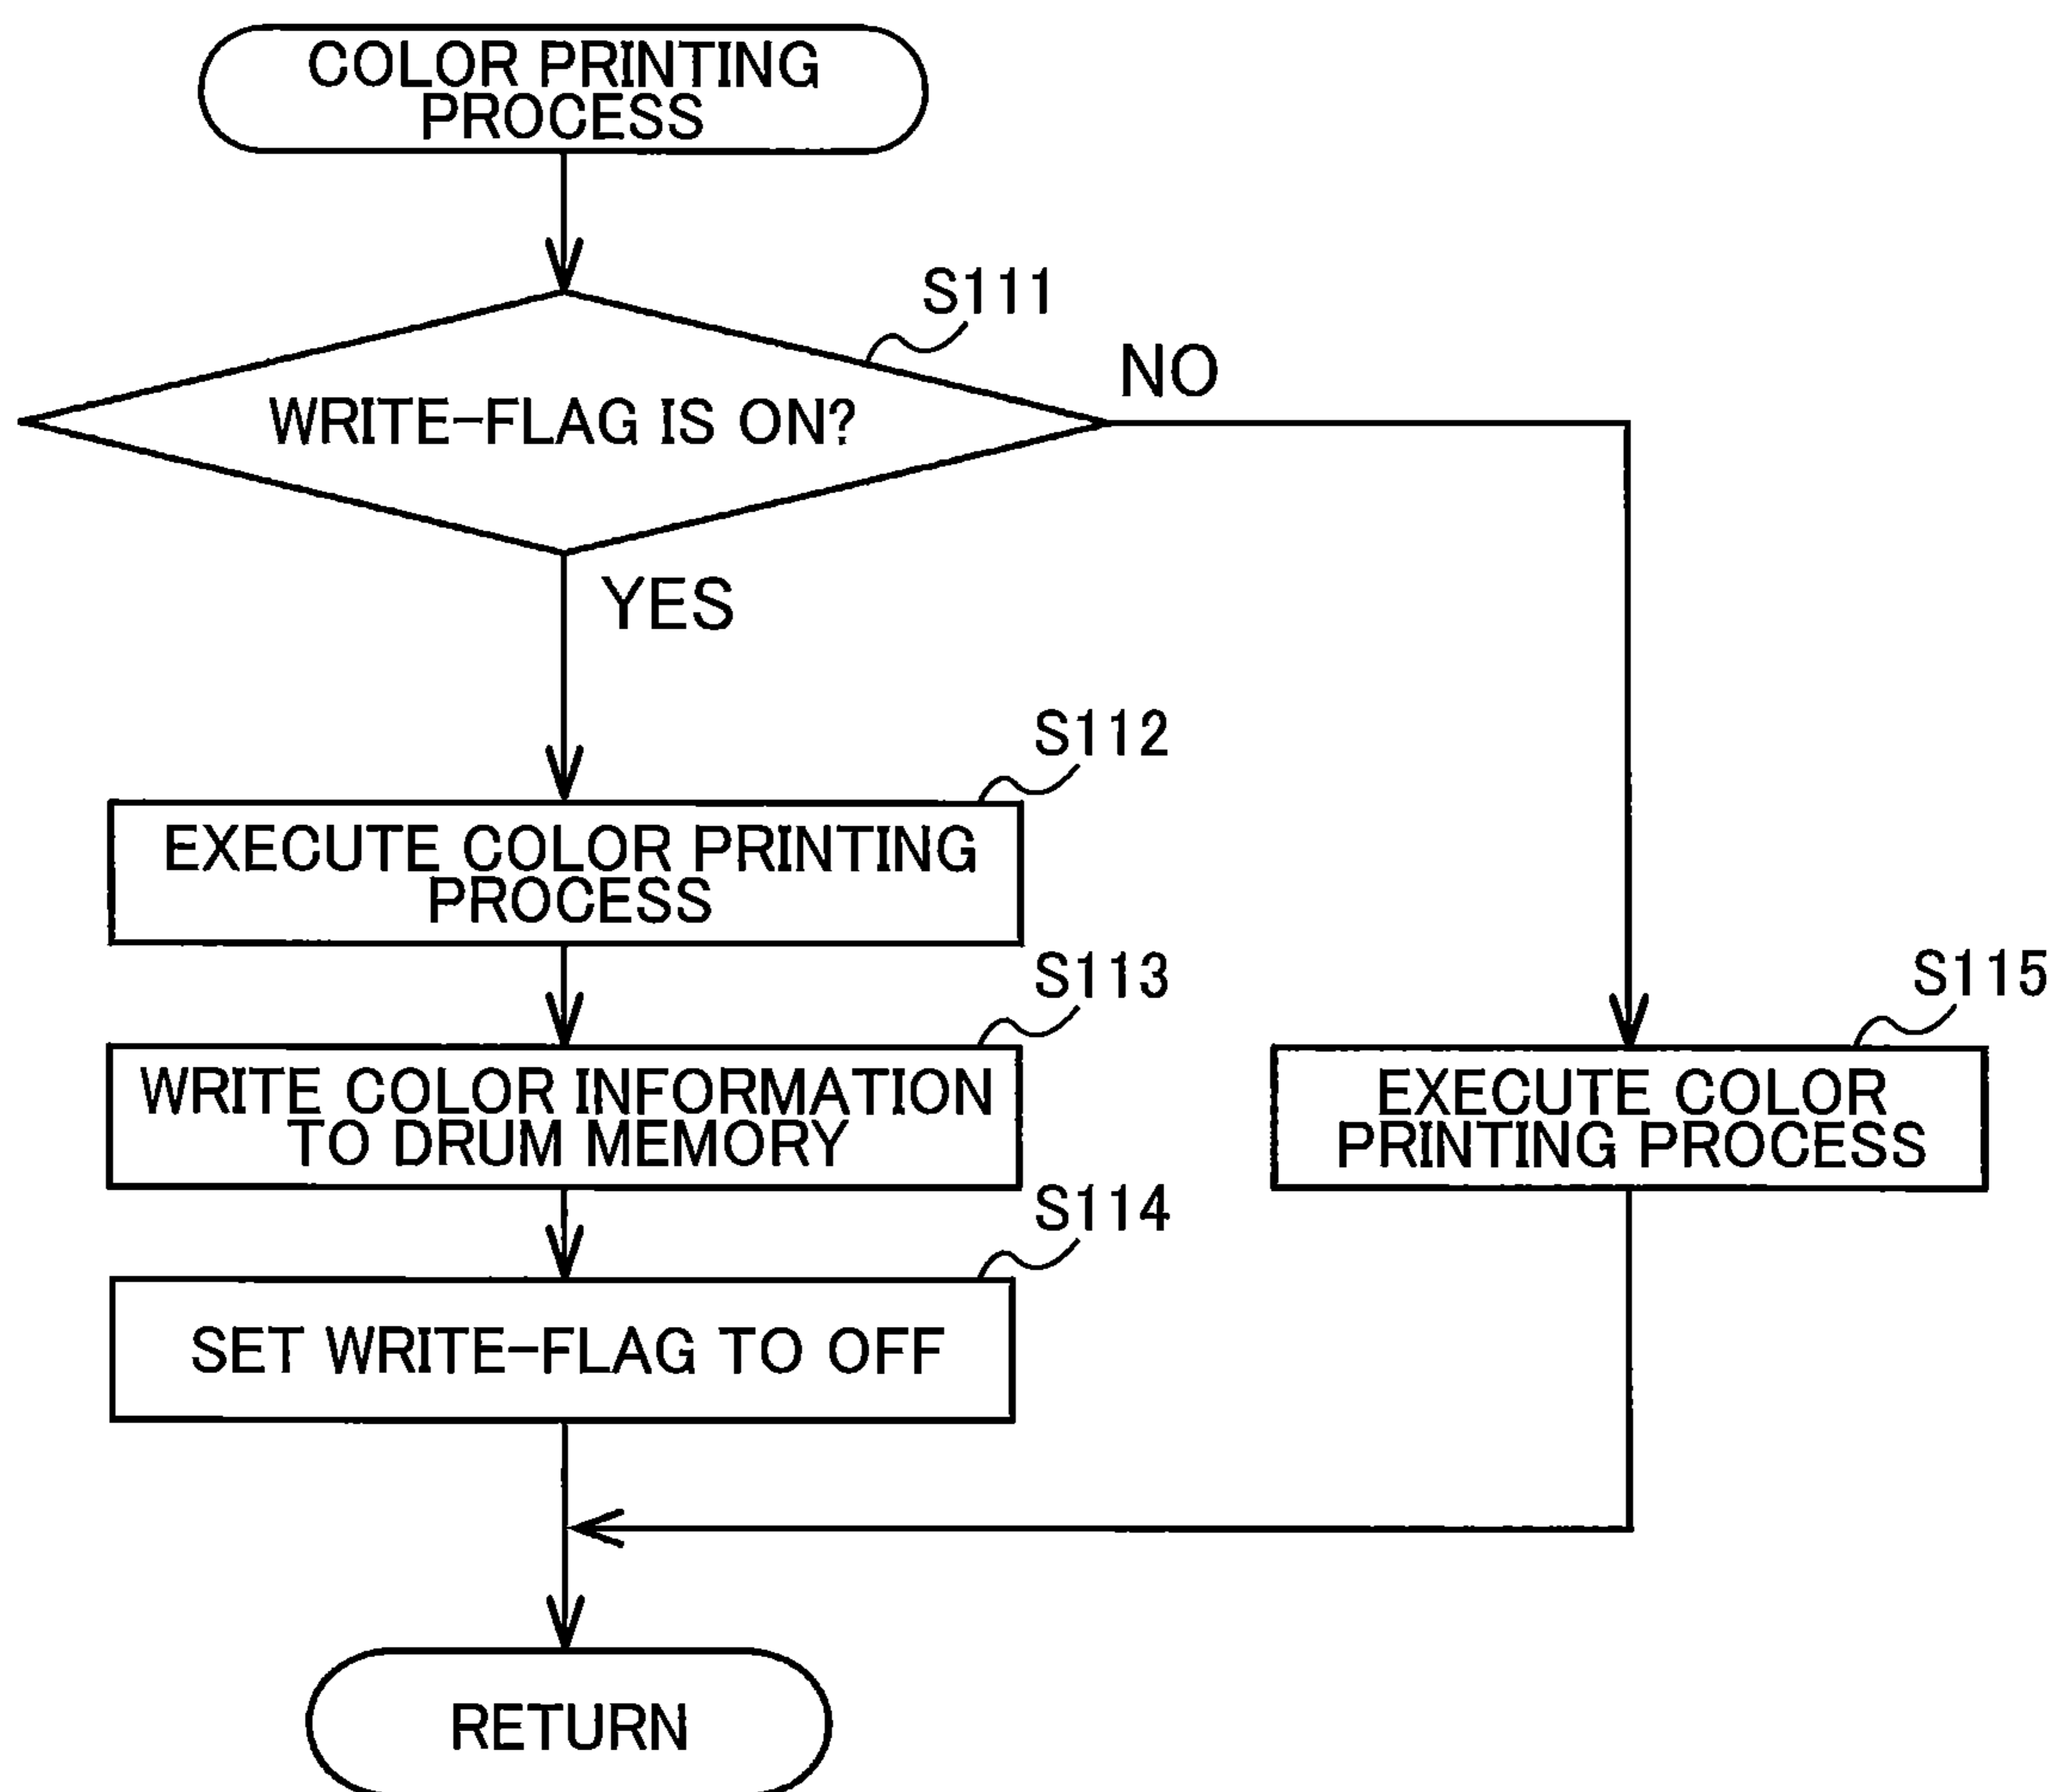 COLOR PRINTING
PROCESS
S111
NO
WRITE-FLAG IS ON?
YES
S112
EXECUTE COLOR PRINTING
PROCESS
S113
WRITE COLOR INFORMATION
TO DRUM MEMORY
S115
EXECUTE COLOR
PRINTING PROCESS
S114
SET WRITE-FLAG TO OFF
RETURN